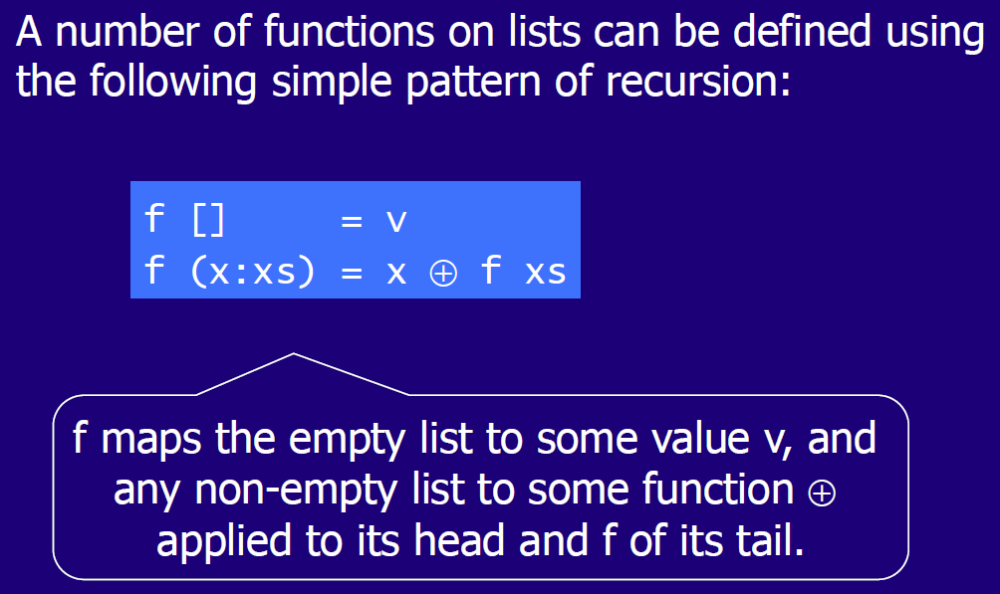 A number of functions on lists can be defined using
the following simple pattern of recursion:
f []     = v
f (x:xs) = x ⊕ f xs
f maps the empty list to some value v, and
any non-empty list to some function ⊕
applied to its head and f of its tail.